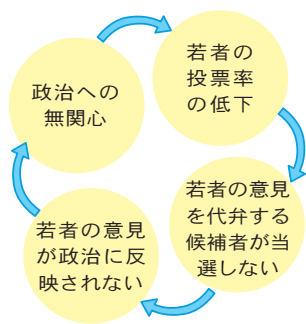 若者の
投票率
の低下
若者の意見
を代弁する
候補者が当
選しない
若者の意見
が政治に反
映されない
政治への
無関心